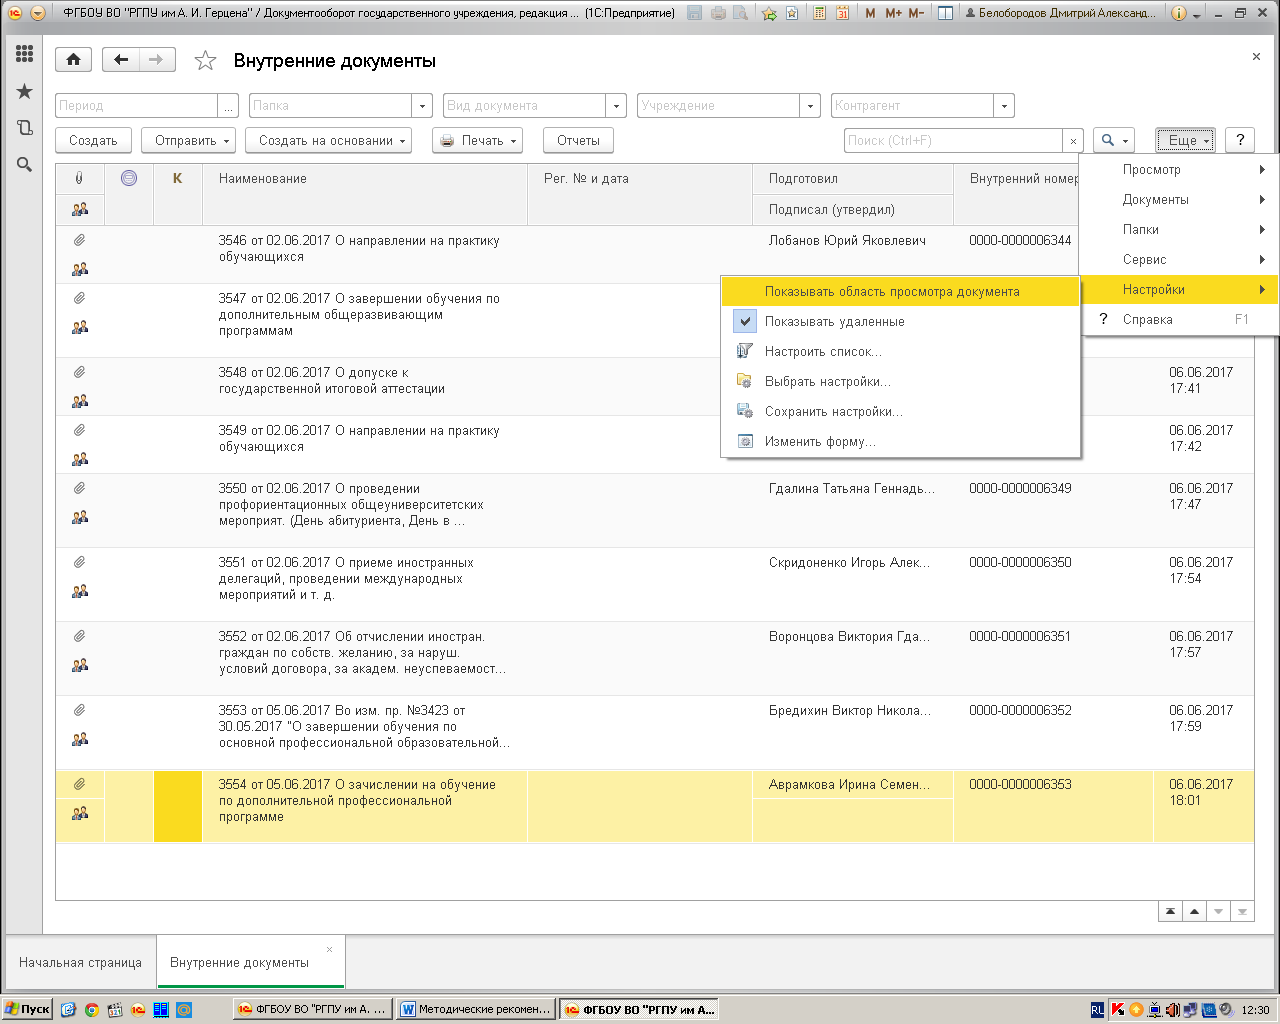 ФГБОУ ВО "РГПУ им А. И. Герцена" / Документооборот государственного учреждения, редакция ... (1С:Предприятие)
M M+ M-
Белобородов Дмитрий Александ...
Внутренние документы
Период
...
Папка
Вид документа
Учреждение
Контрагент
Создать
Отправить
Создать на основании
Печать
Отчеты
Поиск (Ctrl+F)
×
Еще
?
К
Наименование
Рег. № и дата
Подготовил
Подписал (утвердил)
Внутренний номер
Просмотр
Документы
Папки
Сервис
Настройки
? Справка F1
Показывать область просмотра документа
Показывать удаленные
Настроить список...
Выбрать настройки...
Сохранить настройки...
Изменить форму...
3546 от 02.06.2017 О направлении на практику
обучающихся
Лобанов Юрий Яковлевич
0000-0000006344
3547 от 02.06.2017 О завершении обучения по
дополнительным общеразвивающим
программам
3548 от 02.06.2017 О допуске к
государственной итоговой аттестации
06.06.2017
17:41
3549 от 02.06.2017 О направлении на практику
обучающихся
06.06.2017
17:42
3550 от 02.06.2017 О проведении
профориентационных общеуниверситетских
мероприят. (День абитуриента, День в ...
Гдалина Татьяна Геннадь...
0000-0000006349
06.06.2017
17:47
3551 от 02.06.2017 О приеме иностранных
делегаций, проведении международных
мероприятий и т. д.
Скридоненко Игорь Алек...
0000-0000006350
06.06.2017
17:54
3552 от 02.06.2017 Об отчислении иностран.
граждан по собств. желанию, за наруш.
условий договора, за академ. неуспеваемост...
Воронцова Виктория Гда...
0000-0000006351
06.06.2017
17:57
3553 от 05.06.2017 Во изм. пр. №3423 от
30.05.2017 "О завершении обучения по
основной профессиональной образовательной...
Бредихин Виктор Никола...
0000-0000006352
06.06.2017
17:59
3554 от 05.06.2017 О зачислении на обучение
по дополнительной профессиональной
программе
Аврамкова Ирина Семен...
0000-0000006353
06.06.2017
18:01
Начальная страница
Внутренние документы
Пуск
ФГБОУ ВО "РГПУ им А. ...
Методические рекомен...
ФГБОУ ВО "РГПУ им А...
RL
12:30